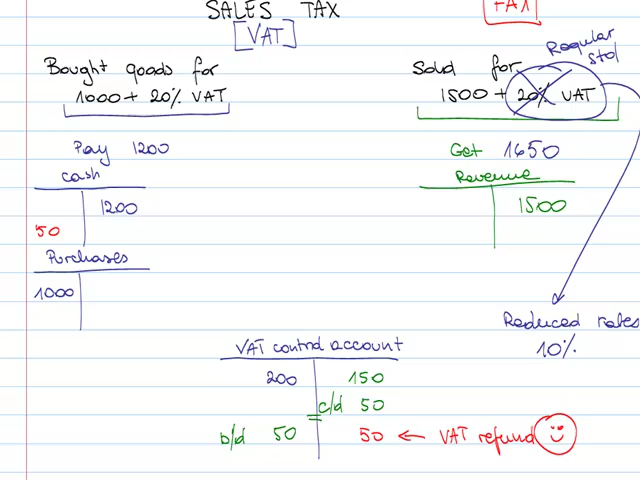 SALES TAX
TAX
[VAT]
Regular
Bought goods for
1000 + 20% VAT
Sold for
1500 + 20% VAT
Pay 1200
Get 1650
Cash
1200
50
Revenue
1500
Purchases
1000
Reduced rates
10%
VAT control account
200 150
c/d 50
b/d 50 50 ← VAT refund